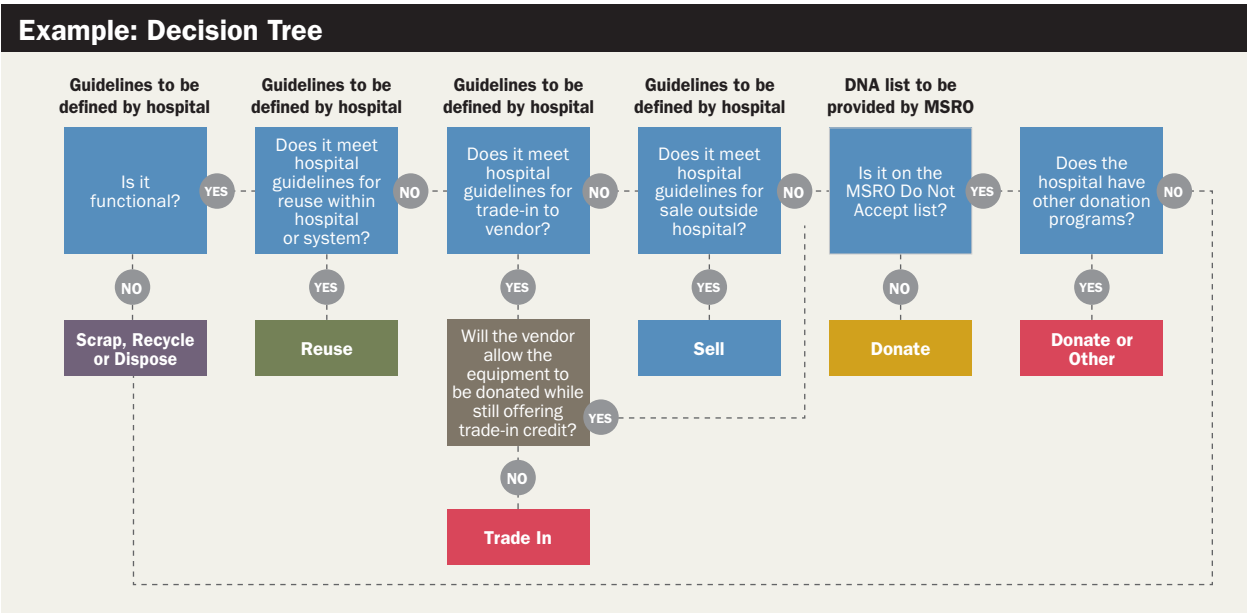 Example: Decision Tree
Guidelines to be
defined by hospital
Guidelines to be
defined by hospital
Guidelines to be
defined by hospital
Guidelines to be
defined by hospital
DNA list to be
provided by MSRO
Is it
functional?
YES
Does it meet
hospital
guidelines for
reuse within
hospital
or system?
NO
Does it meet
hospital
guidelines for
trade-in to
vendor?
NO
Does it meet
hospital
guidelines for
sale outside
hospital?
NO
Is it on the
MSRO Do Not
Accept list?
YES
Does the
hospital have
other donation
programs?
NO
NO
YES
YES
YES
NO
YES
Scrap, Recycle
or Dispose
Reuse
Will the vendor
allow the
equipment to
be donated while
still offering
trade-in credit?
YES
Sell
Donate
Donate or
Other
NO
Trade In